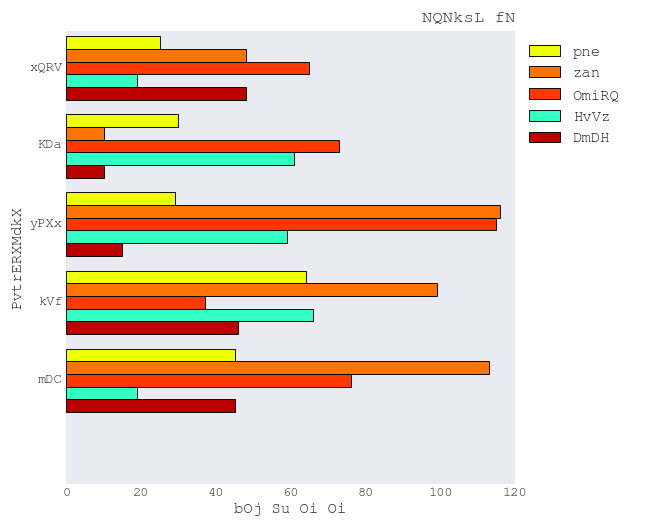 NQNksL fN
pne
zan
OmiRQ
HvVz
DmDH
PvtrERXMdkX
xQRV
KDa
yPXx
kVf
mDC
0 20 40 60 80 100 120
bOj Su Oi Oi